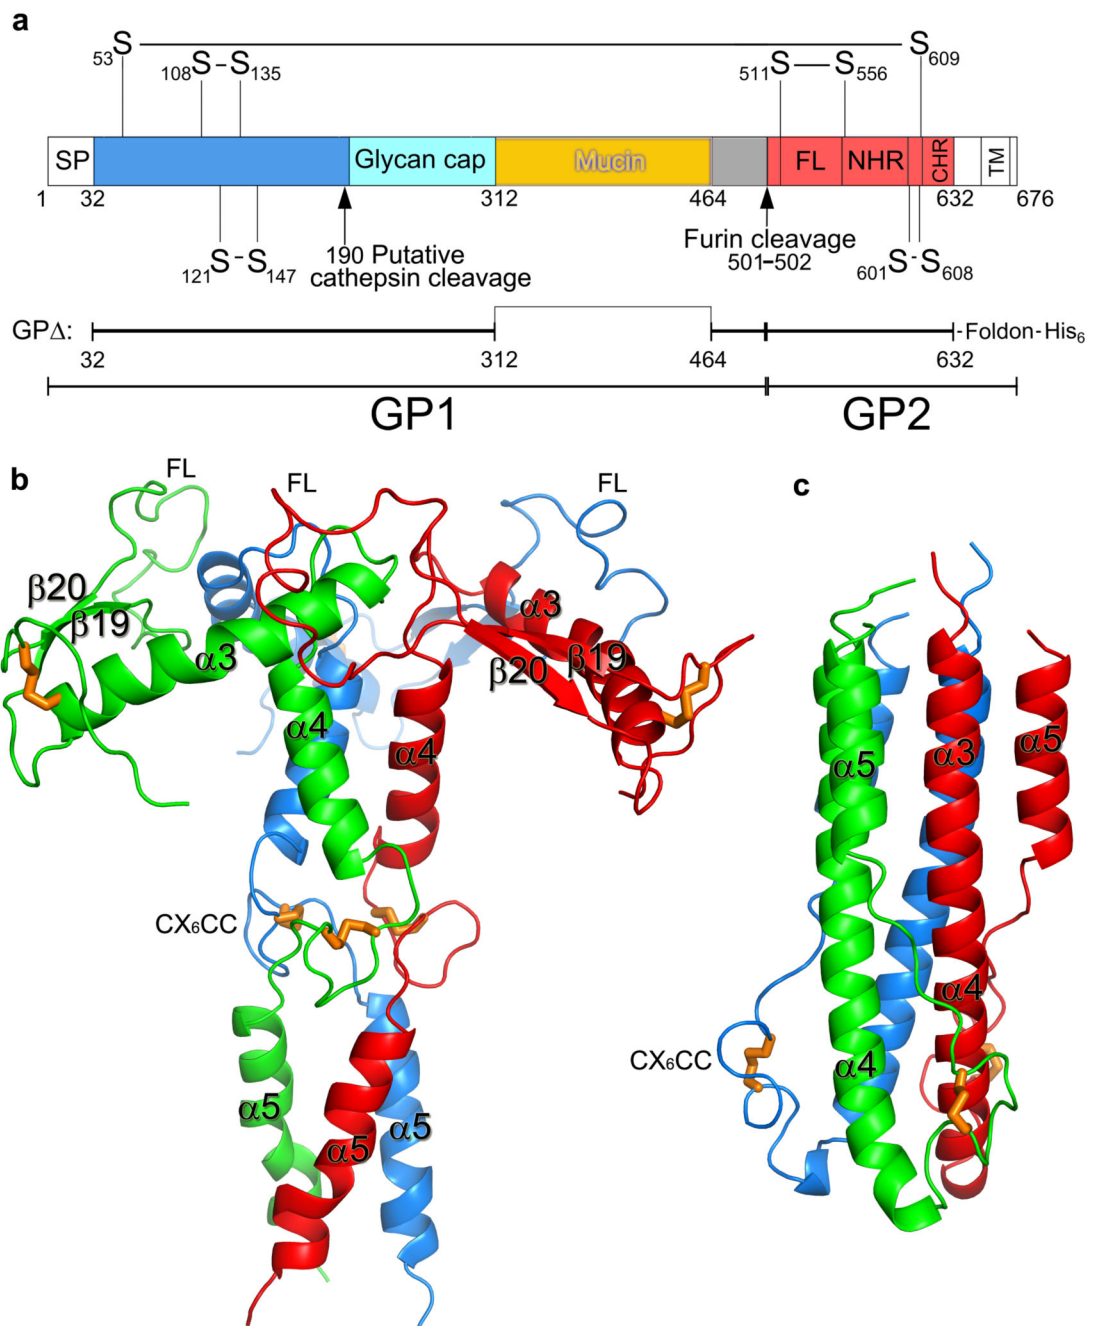 a
53S S609
108S–S135 511S—S556
SP Glycan cap Mucin FL NHR CHR TM
1 32 312 464 632 676
121S-S147
190 Putative
cathepsin cleavage
Furin cleavage
501–502
601S-S608
GPΔ: -Foldon-His6
32 312 464 632
GP1 GP2
b
FL FL FL
β20
β19
α3
α3
β20 β19
α4
α4
CX6CC
α5
α5
α5
c
α5 α3 α5
α4
α4
CX6CC